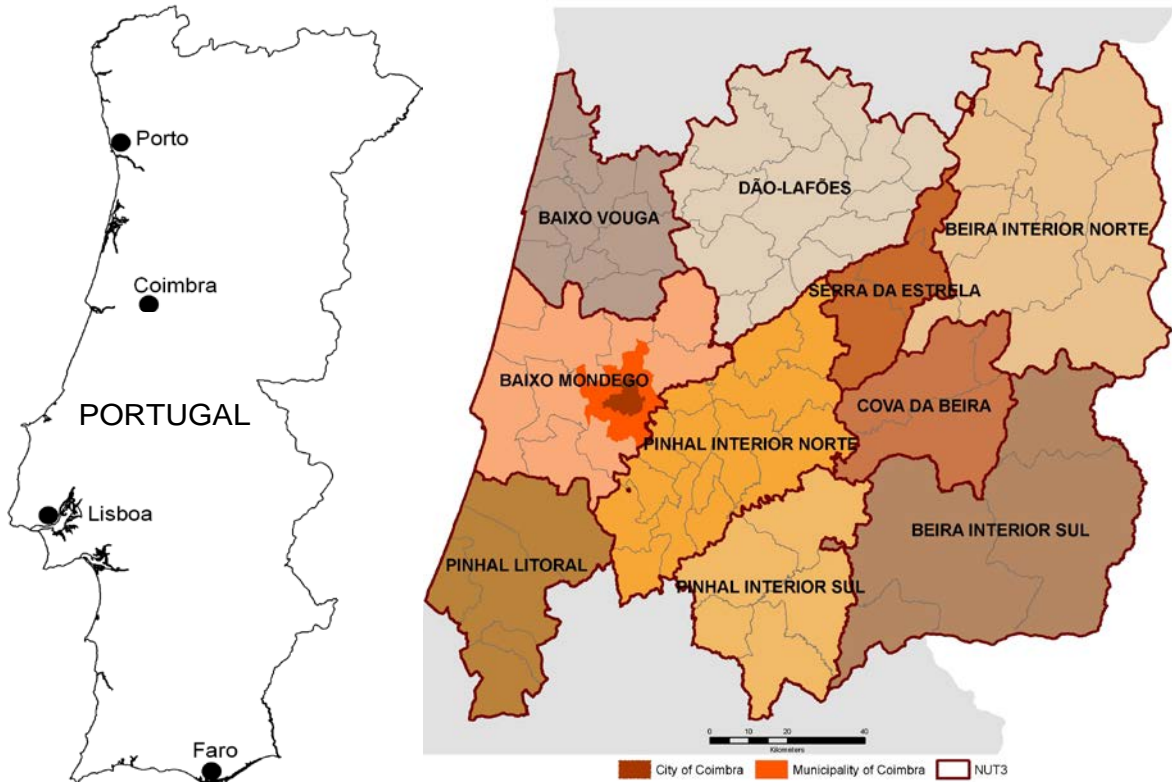 Porto
Coimbra
PORTUGAL
Lisboa
Faro
DÃO-LAFÕES
BAIXO VOUGA
BEIRA INTERIOR NORTE
SERRA DA ESTRELA
BAIXO MONDEGO
COVA DA BEIRA
PINHAL INTERIOR NORTE
BEIRA INTERIOR SUL
PINHAL LITORAL
PINHAL INTERIOR SUL
0 10 20 40
Kilometers
City of Coimbra Municipality of Coimbra NUT3